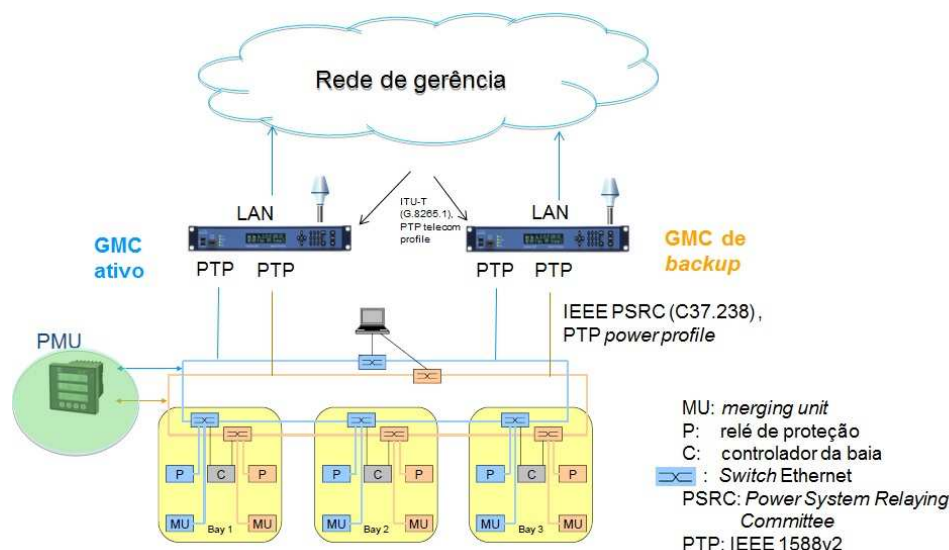 Rede de gerência
LAN
LAN
ITU-T
(G.8265.1),
PTP telecom
profile
GMC
ativo
GMC de
backup
PTP
PTP
PTP
PTP
IEEE PSRC (C37.238),
PTP power profile
PMU
P
C
P
P
C
P
P
C
P
MU
Bay 1
MU
MU
Bay 2
MU
MU
Bay 3
MU
MU: merging unit
P: relé de proteção
C: controlador da baia
: Switch Ethernet
PSRC: Power System Relaying
Committee
PTP: IEEE 1588v2